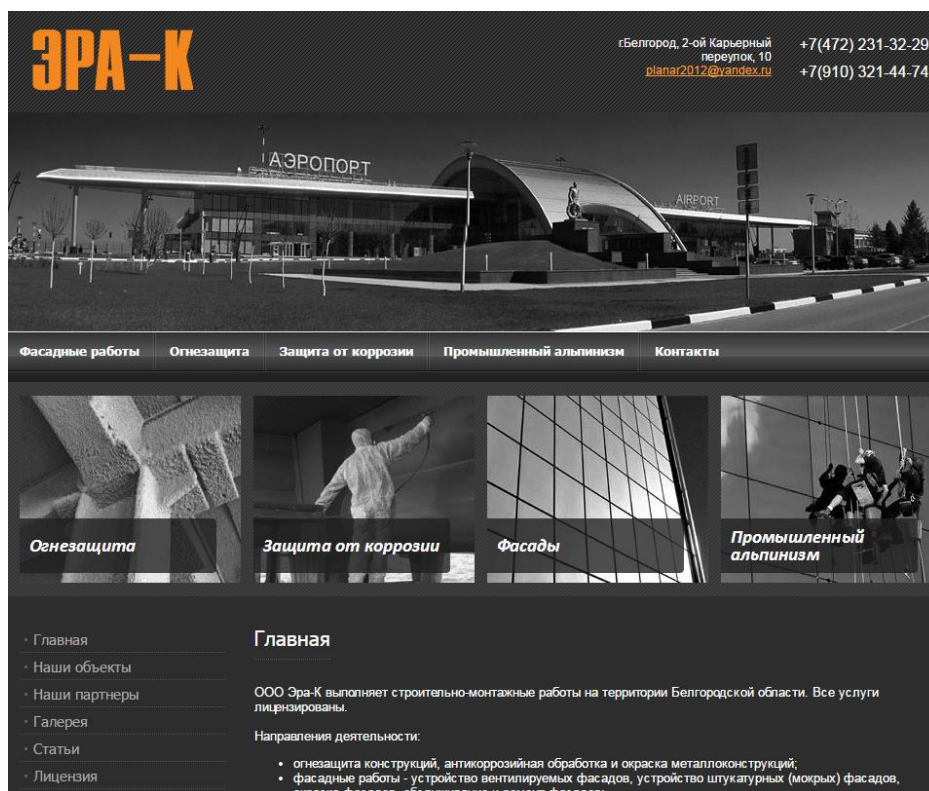 ЭРА-К
г.Белгород, 2-ой Карьерный
переулок, 10
planar2012@yandex.ru
+7(472) 231-32-29
+7(910) 321-44-74
АЭРОПОРТ
AIRPORT
Фасадные работы
Огнезащита
Защита от коррозии
Промышленный альпинизм
Контакты
Огнезащита
Защита от коррозии
Фасады
Промышленный
альпинизм
Главная
Наши объекты
Наши партнеры
Галерея
Статьи
Лицензия
Главная
ООО Эра-К выполняет строительно-монтажные работы на территории Белгородской области. Все услуги
лицензированы.
Направления деятельности:
огнезащита конструкций, антикоррозийная обработка и окраска металлоконструкций;
фасадные работы - устройство вентилируемых фасадов, устройство штукатурных (мокрых) фасадов,